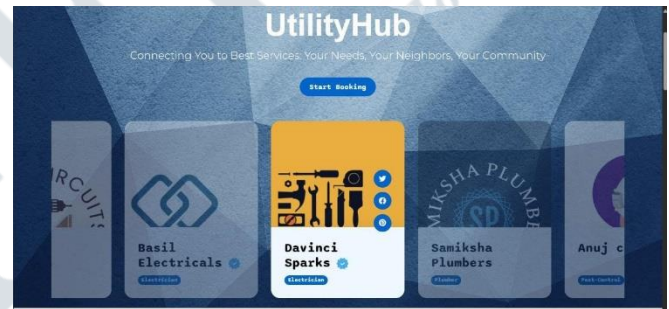 UtilityHub
Connecting You to Best Services: Your Needs, Your Neighbors, Your Community
Start Booking
RCUITS
Basil
Electricals
Electrician
Davinci
Sparks
Electrician
MIKSHA PLUMBE
SP
Samiksha
Plumbers
Plumber
Anuj c
Pest-Control